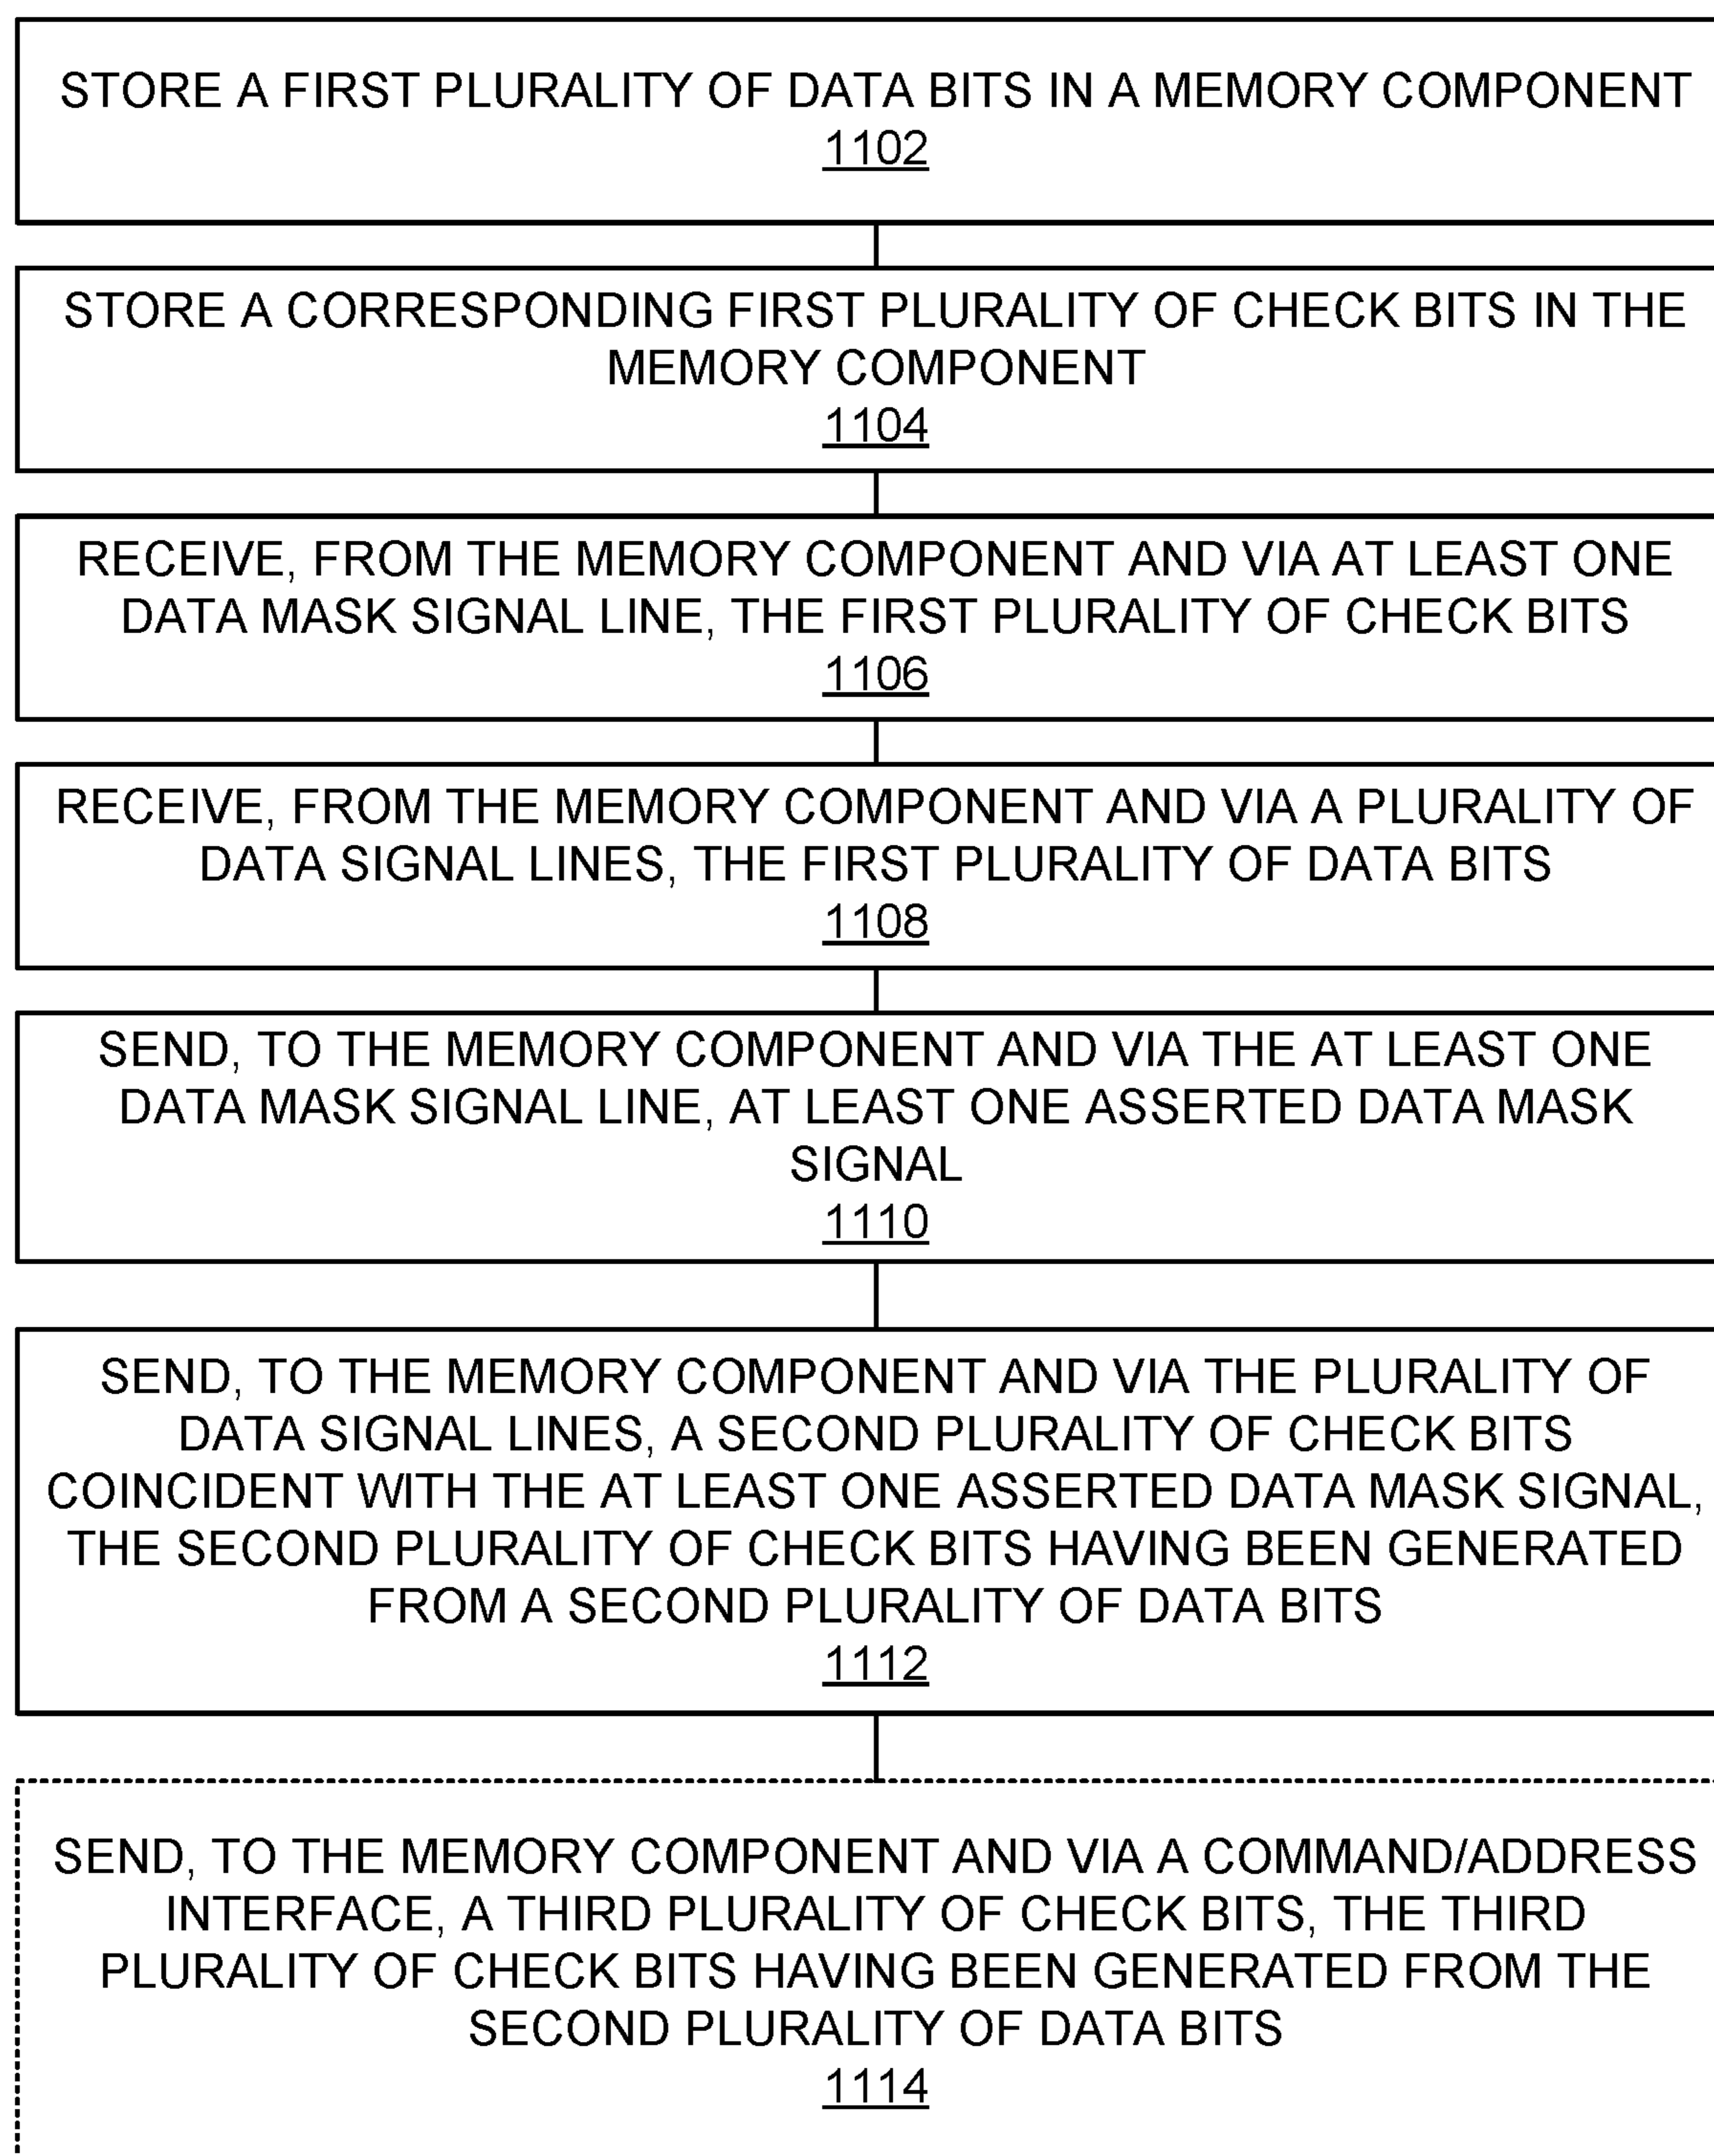 STORE A FIRST PLURALITY OF DATA BITS IN A MEMORY COMPONENT
1102
STORE A CORRESPONDING FIRST PLURALITY OF CHECK BITS IN THE
MEMORY COMPONENT
1104
RECEIVE, FROM THE MEMORY COMPONENT AND VIA AT LEAST ONE
DATA MASK SIGNAL LINE, THE FIRST PLURALITY OF CHECK BITS
1106
RECEIVE, FROM THE MEMORY COMPONENT AND VIA A PLURALITY OF
DATA SIGNAL LINES, THE FIRST PLURALITY OF DATA BITS
1108
SEND, TO THE MEMORY COMPONENT AND VIA THE AT LEAST ONE
DATA MASK SIGNAL LINE, AT LEAST ONE ASSERTED DATA MASK
SIGNAL
1110
SEND, TO THE MEMORY COMPONENT AND VIA THE PLURALITY OF
DATA SIGNAL LINES, A SECOND PLURALITY OF CHECK BITS
COINCIDENT WITH THE AT LEAST ONE ASSERTED DATA MASK SIGNAL,
THE SECOND PLURALITY OF CHECK BITS HAVING BEEN GENERATED
FROM A SECOND PLURALITY OF DATA BITS
1112
SEND, TO THE MEMORY COMPONENT AND VIA A COMMAND/ADDRESS
INTERFACE, A THIRD PLURALITY OF CHECK BITS, THE THIRD
PLURALITY OF CHECK BITS HAVING BEEN GENERATED FROM THE
SECOND PLURALITY OF DATA BITS
1114